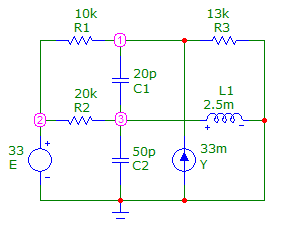 10k
R1
1
13k
R3
20p
C1
L1
2.5m
+ -
20k
R2
2
3
33
E
+
-
50p
C2
33m
Y